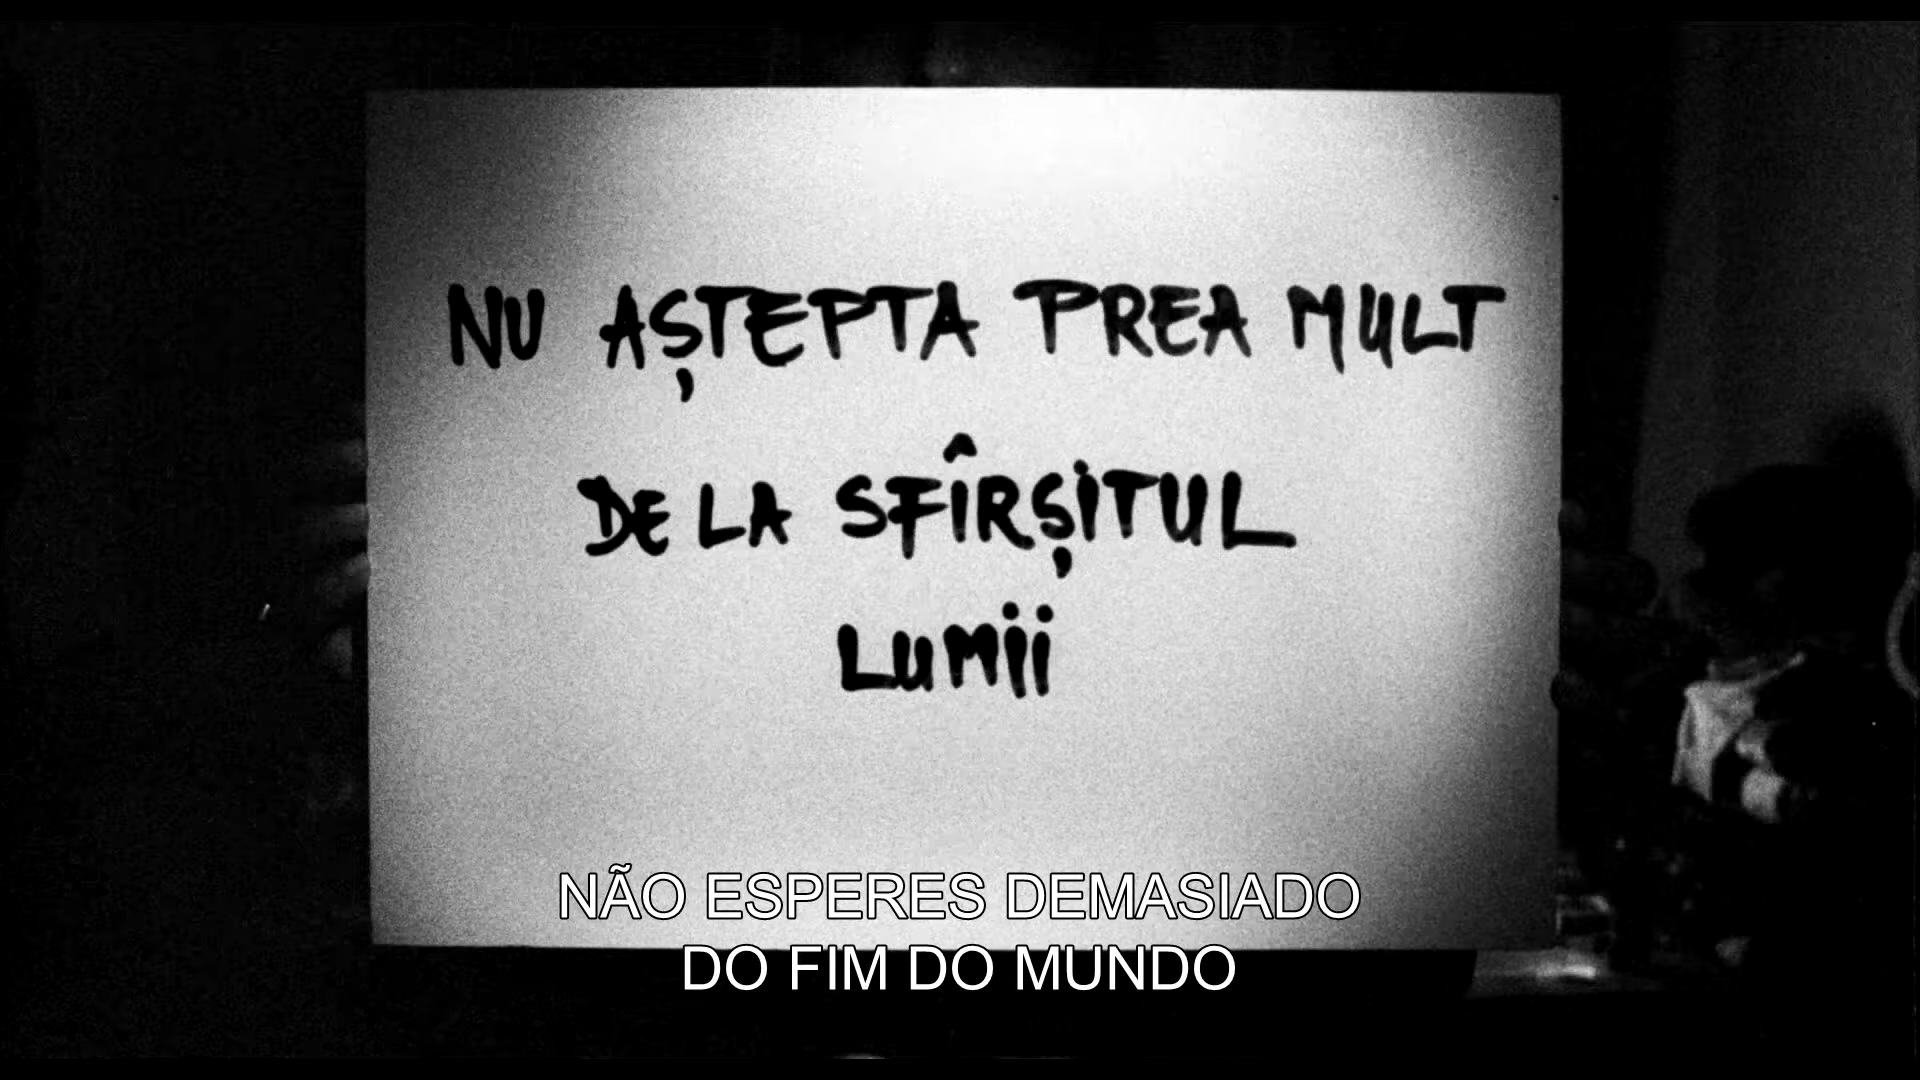 NU AȘTEPTA PREA MULT
DE LA SFÎRȘITUL
LUMII
NÃO ESPERES DEMASIADO
DO FIM DO MUNDO